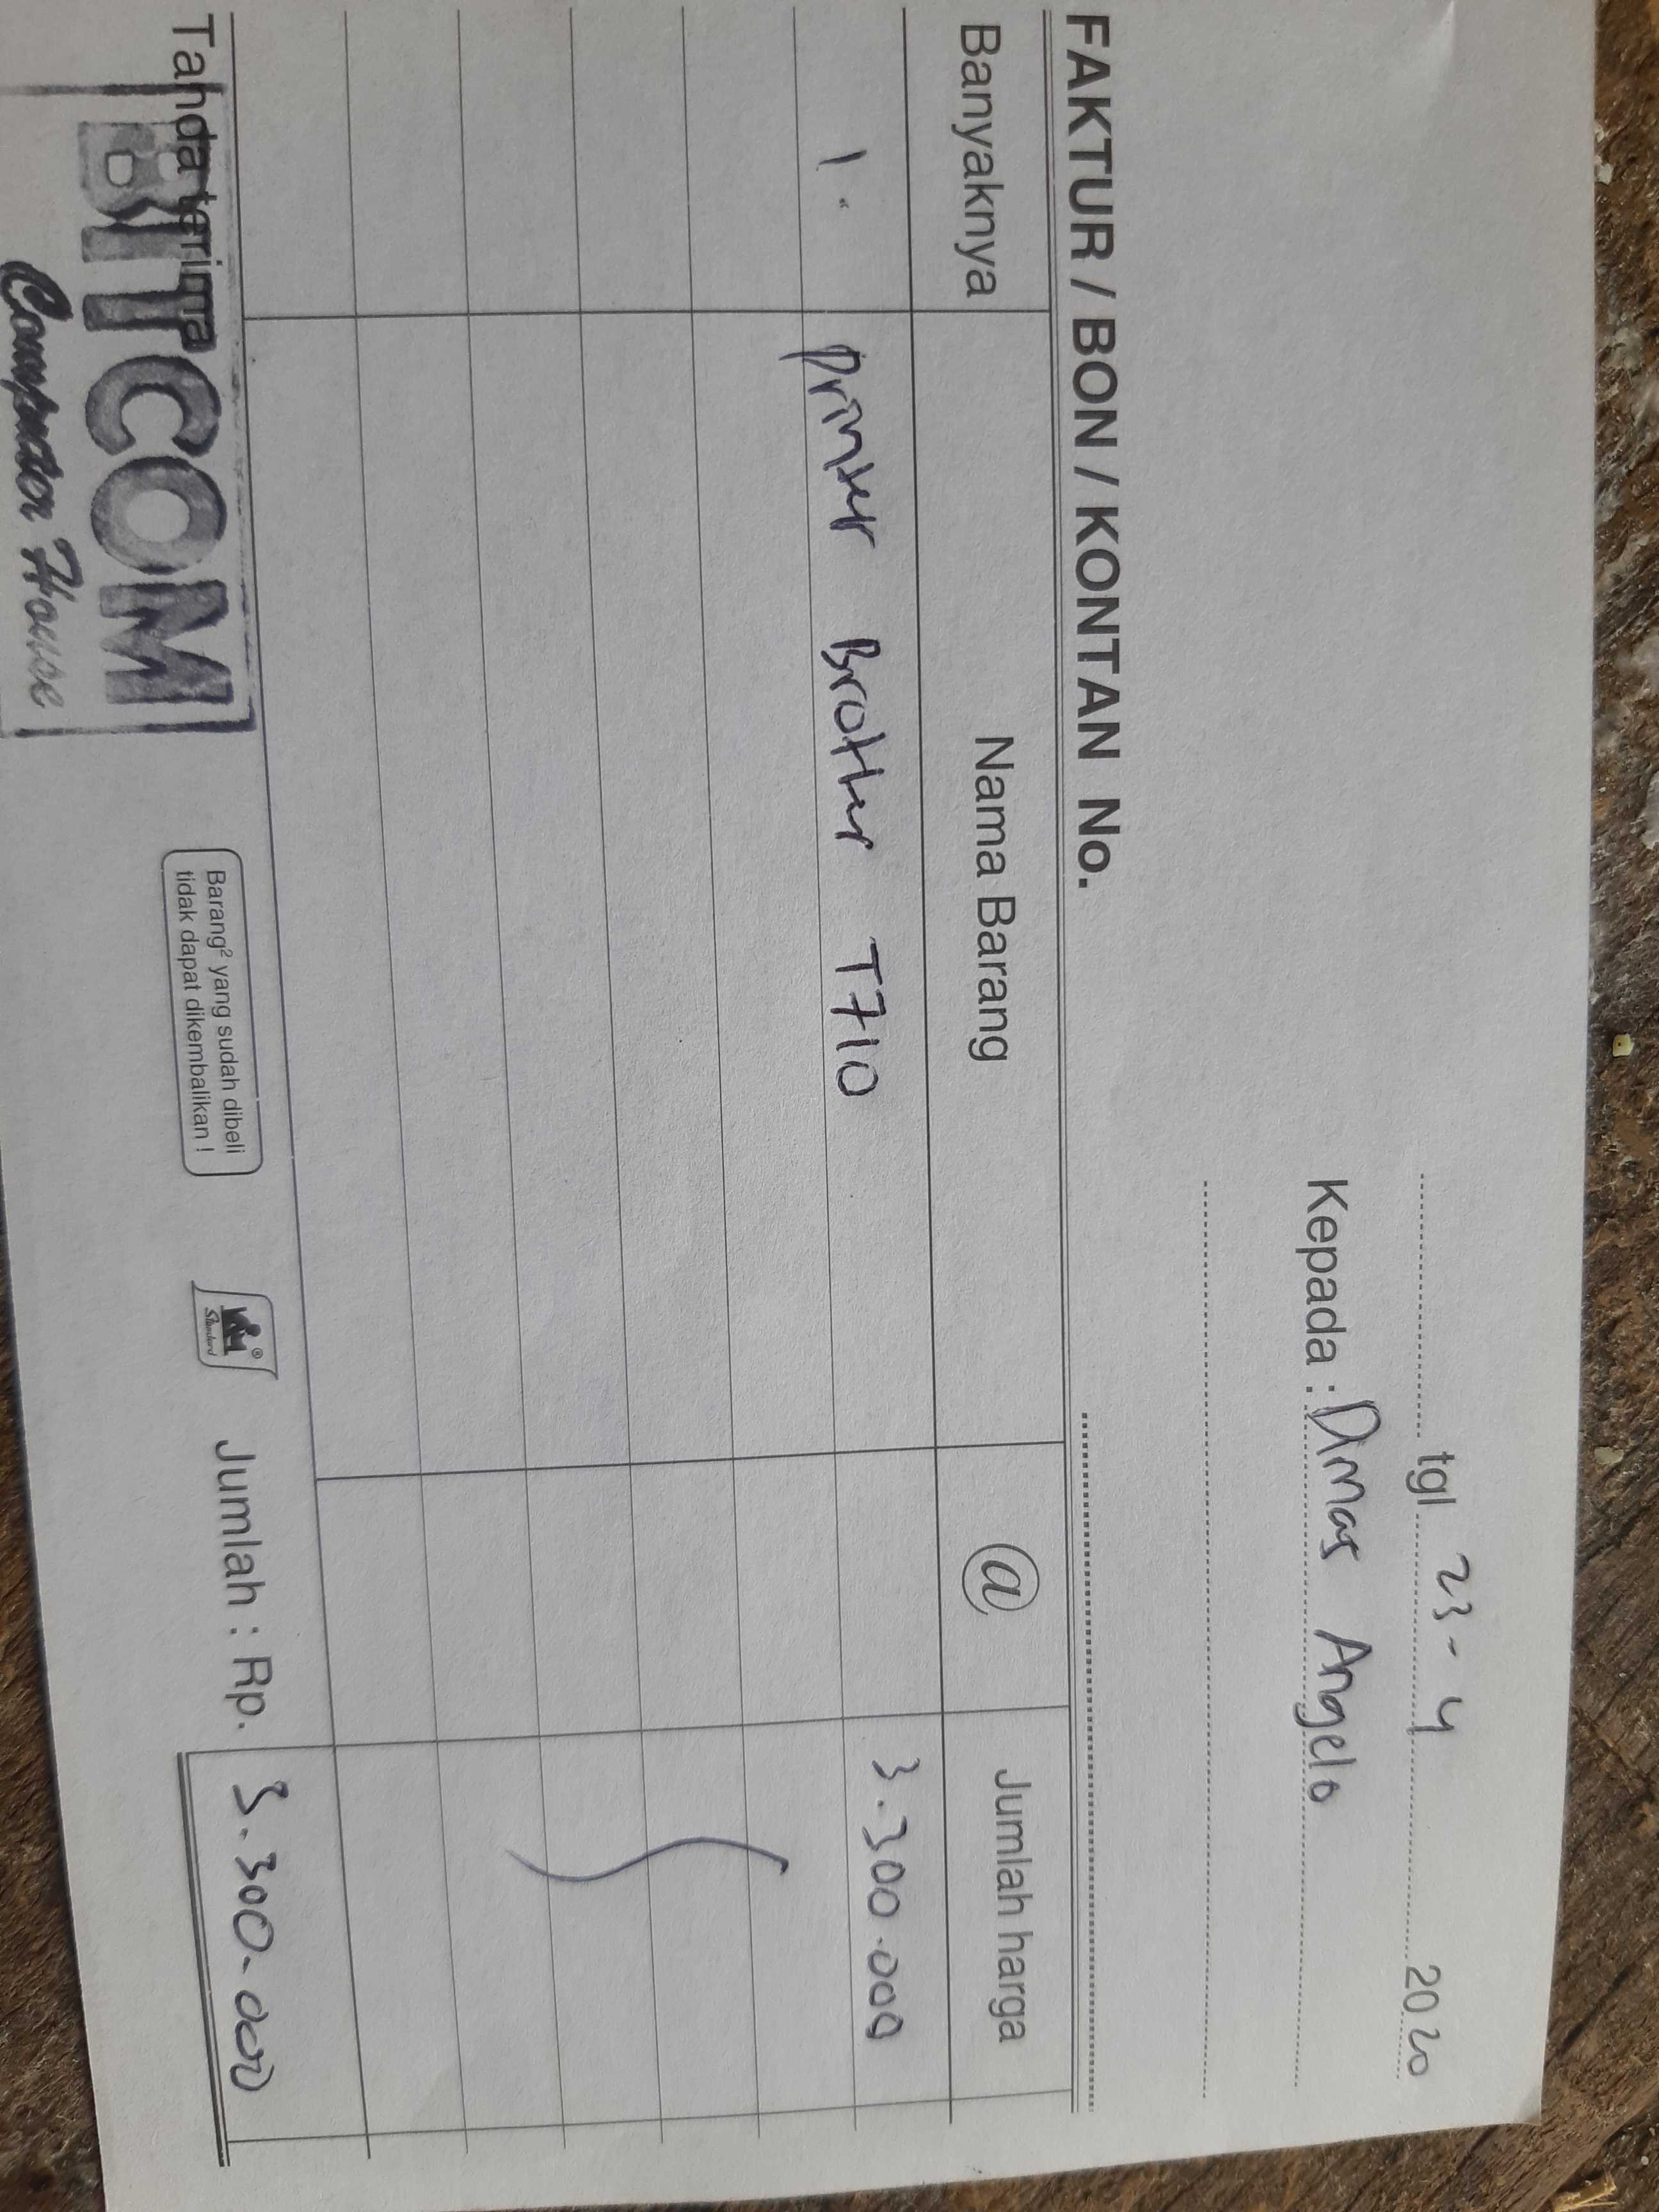 tgl. 23 - 4 2020
Kepada : Dimas Angelo
FAKTUR / BON / KONTAN No.
Banyaknya Nama Barang @ Jumlah harga
1. Printer Brother T710 3.300.000
Jumlah : Rp. 3.300.000
Tanda terima
BITCOM
Computer House
Barang² yang sudah dibeli
tidak dapat dikembalikan !
Standard